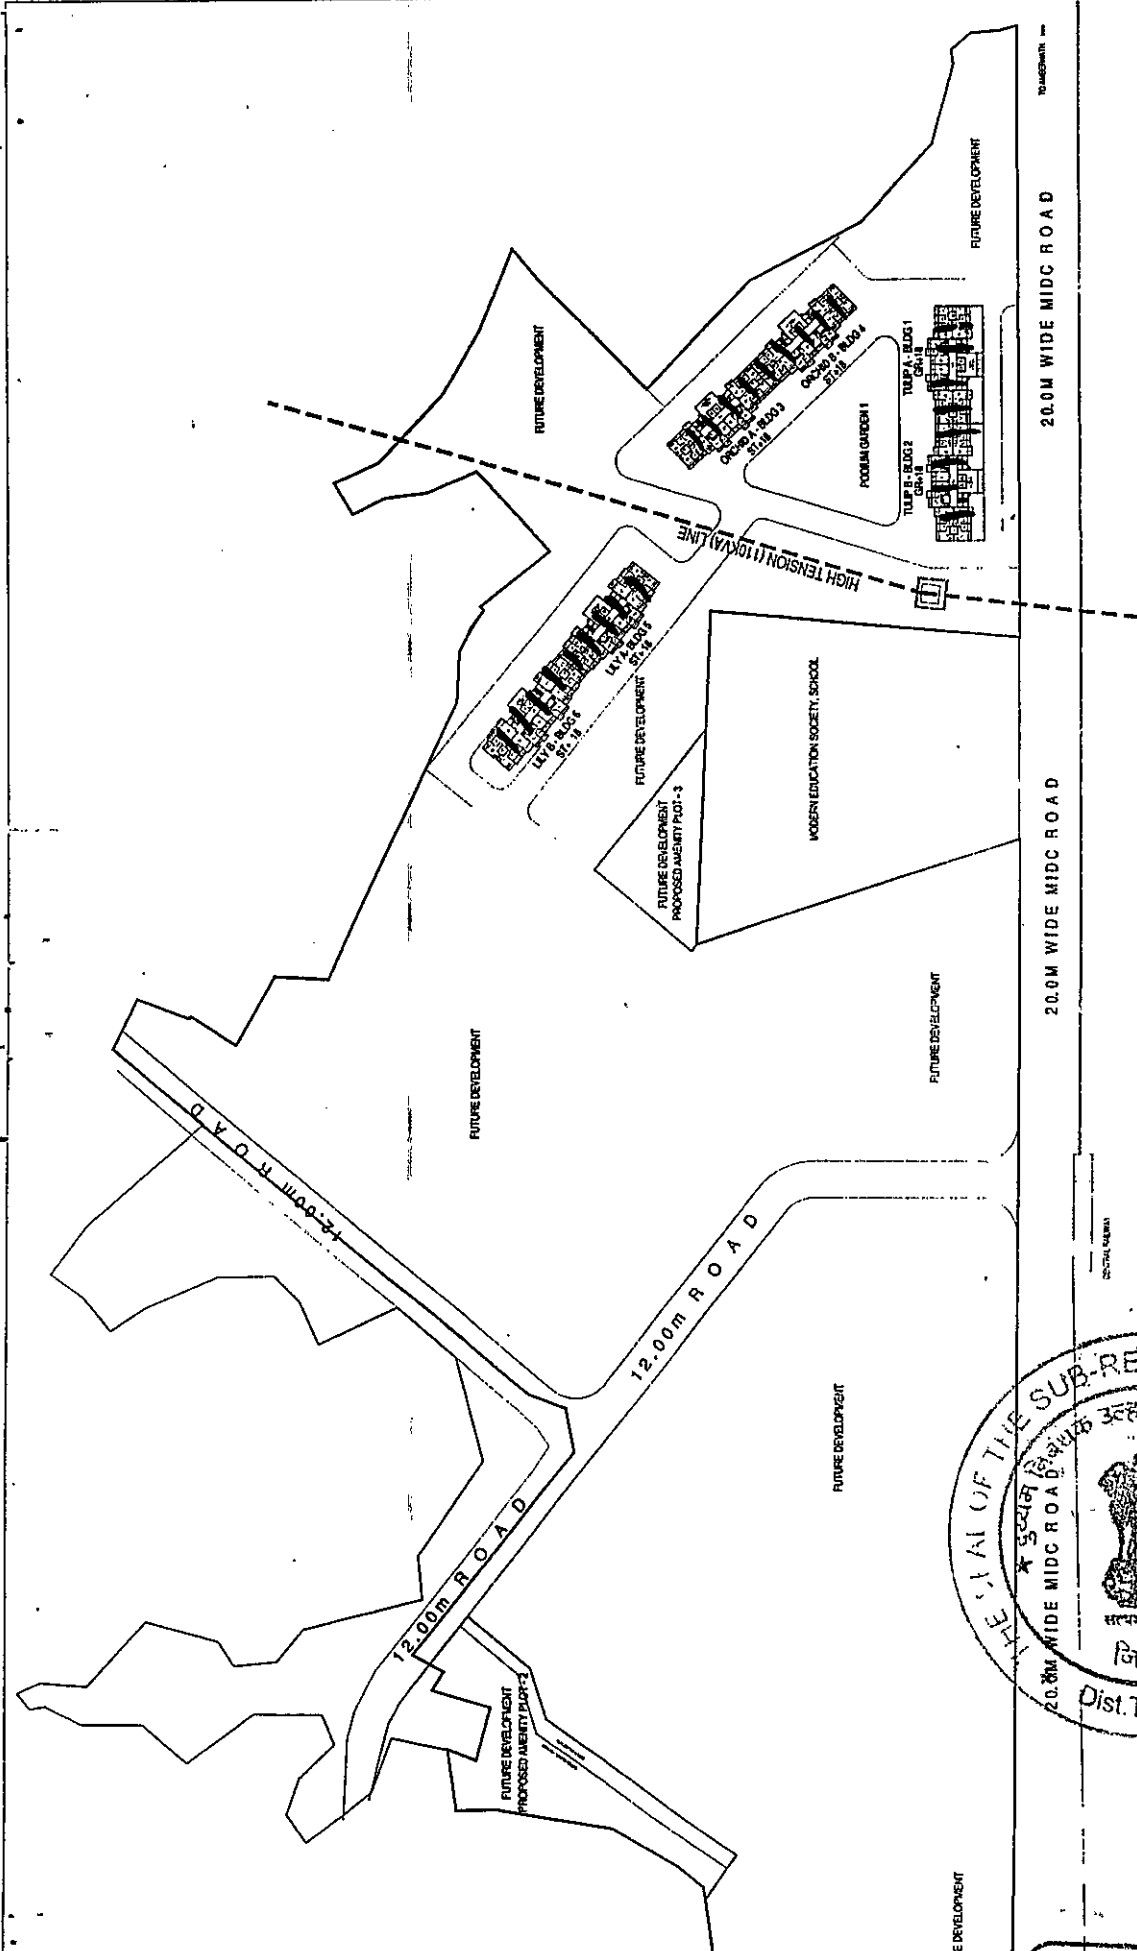 TO AMBERNATH
20.0M WIDE MIDC ROAD
FUTURE DEVELOPMENT
FUTURE DEVELOPMENT
TULIP A - BLDG 1
GR+18
TULIP B - BLDG 2
GR+18
ORCHID B - BLDG 4
ST+18
ORCHID A - BLDG 3
ST+18
PODIUM GARDEN 1
HIGH TENSION (110KVA) LINE
LILY A - BLDG 5
ST+ 18
LILY B - BLDG 6
ST+ 18
FUTURE DEVELOPMENT
FUTURE DEVELOPMENT
PROPOSED AMENITY PLOT - 3
MODERN EDUCATION SOCIETY, SCHOOL
20.0M WIDE MIDC ROAD
FUTURE DEVELOPMENT
FUTURE DEVELOPMENT
12.00m ROAD
12.00m ROAD
CENTRAL RAILWAY
FUTURE DEVELOPMENT
12.00m ROAD
FUTURE DEVELOPMENT
PROPOSED AMENITY PLOT-2
20.0M WIDE MIDC ROAD
THE SEAL OF THE SUB-RE
Dist. T
E DEVELOPMENT